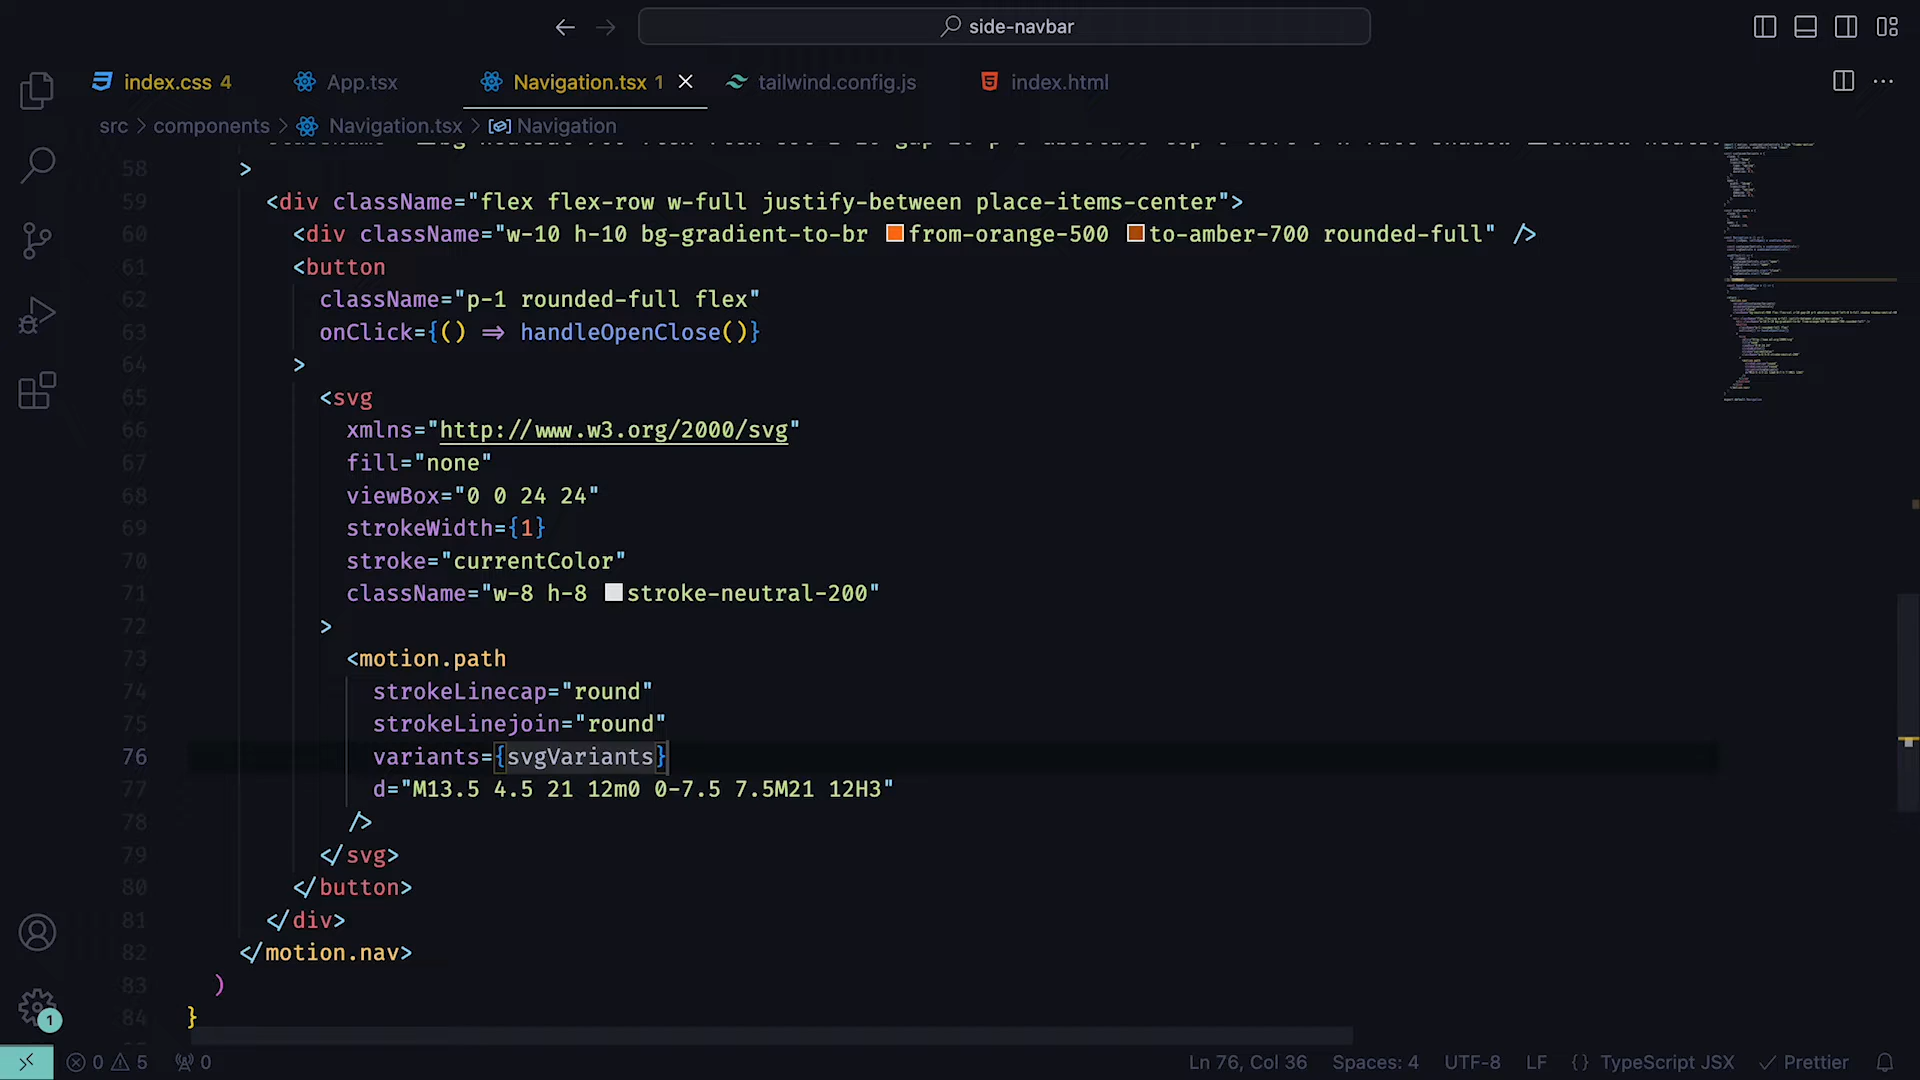 side-navbar
index.css 4
App.tsx
Navigation.tsx 1
tailwind.config.js
index.html
src > components > Navigation.tsx > Navigation
58 >
59 <div className="flex flex-row w-full justify-between place-items-center">
60 <div className="w-10 h-10 bg-gradient-to-br from-orange-500 to-amber-700 rounded-full" />
61 <button
62 className="p-1 rounded-full flex"
63 onClick={() => handleOpenClose()}
64 >
65 <svg
66 xmlns="http://www.w3.org/2000/svg"
67 fill="none"
68 viewBox="0 0 24 24"
69 strokeWidth={1}
70 stroke="currentColor"
71 className="w-8 h-8 stroke-neutral-200"
72 >
73 <motion.path
74 strokeLinecap="round"
75 strokeLinejoin="round"
76 variants={svgVariants}
77 d="M13.5 4.5 21 12m0 0-7.5 7.5M21 12H3"
78 />
79 </svg>
80 </button>
81 </div>
82 </motion.nav>
83 )
84 }
1
0 5 0 Ln 76, Col 36 Spaces: 4 UTF-8 LF {} TypeScript JSX Prettier